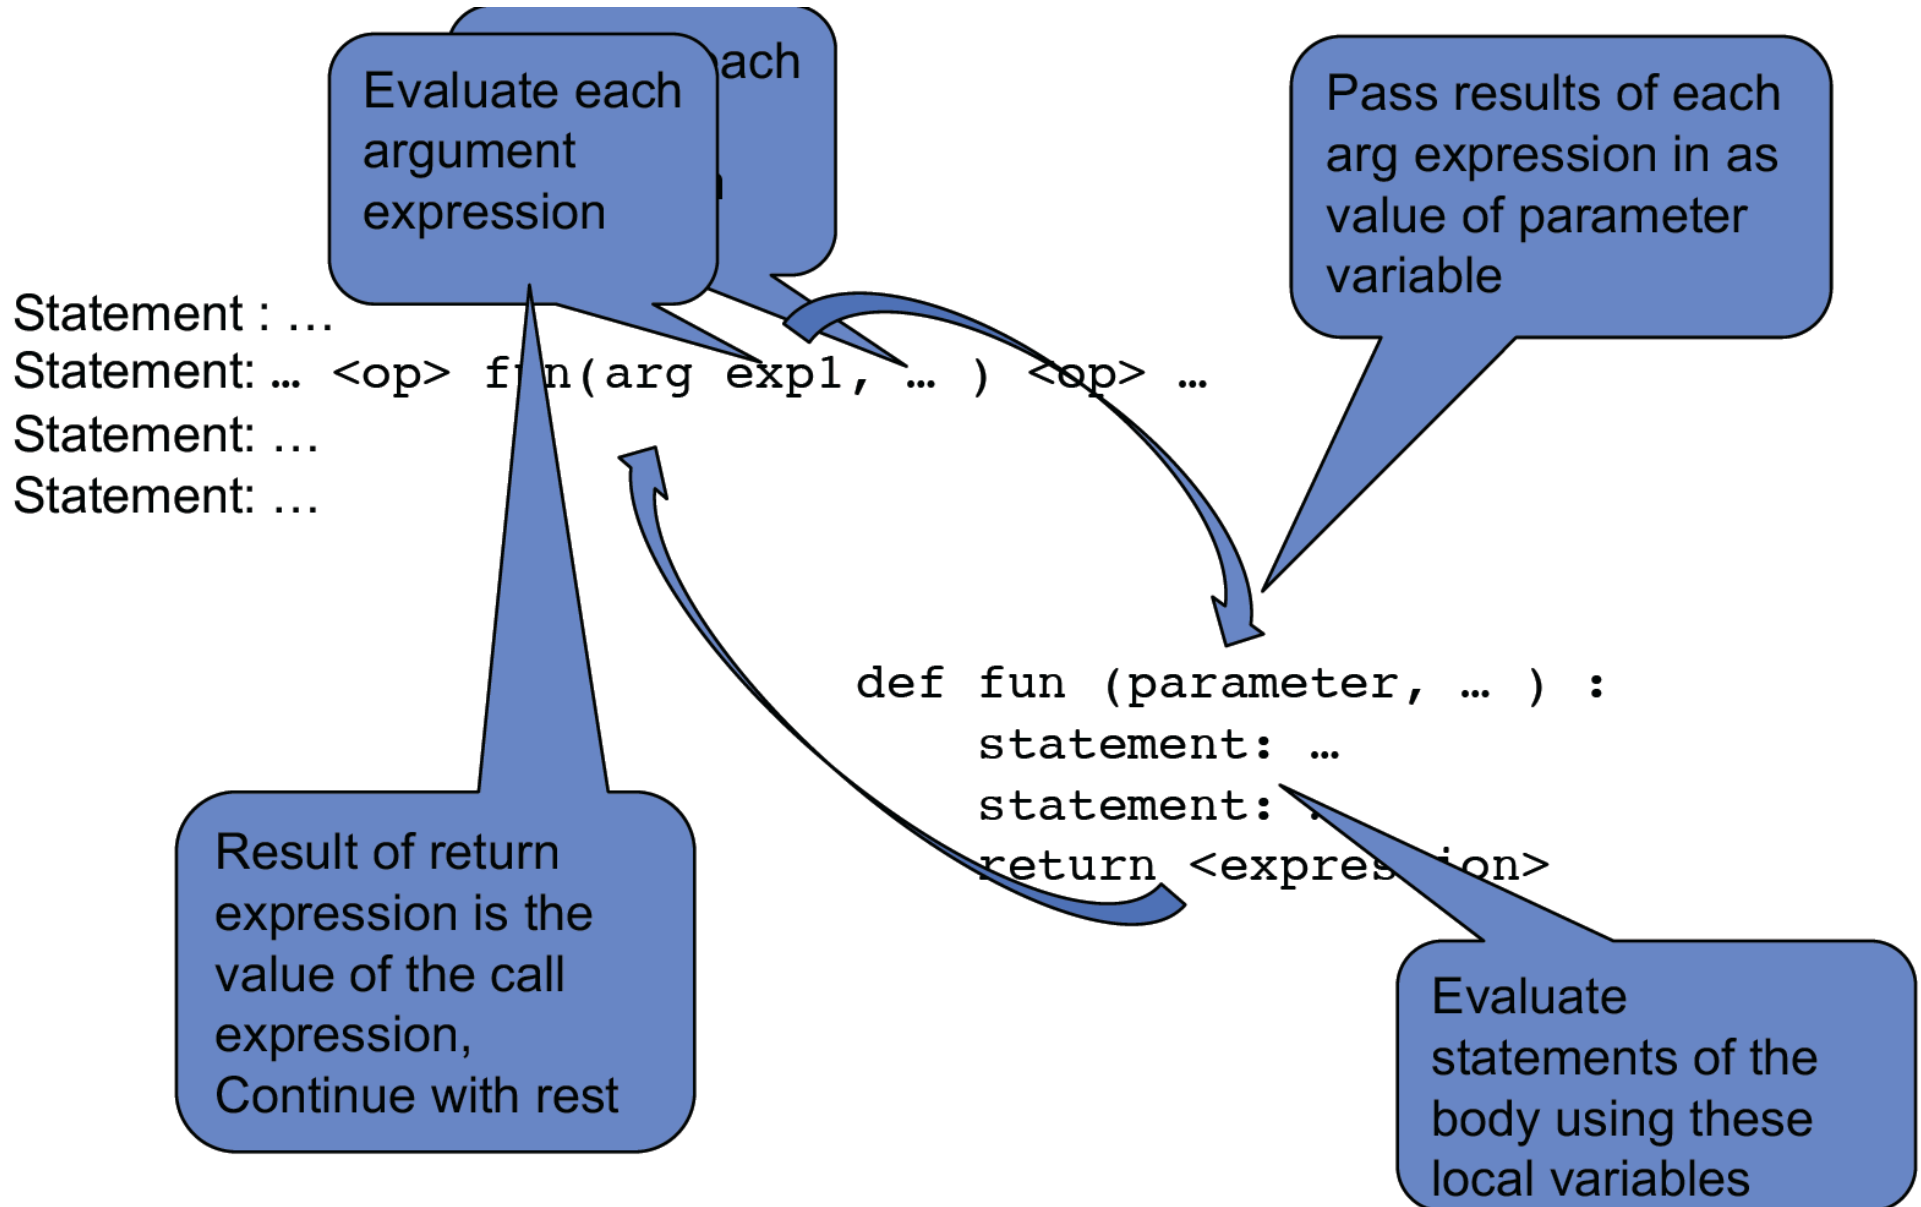 Evaluate each
argument
expression
ach
Pass results of each
arg expression in as
value of parameter
variable
Statement : …
Statement: … <op> fun(arg exp1, … ) <op> …
Statement: …
Statement: …
def fun (parameter, … ) :
statement: …
statement:
return <expression>
Result of return
expression is the
value of the call
expression,
Continue with rest
Evaluate
statements of the
body using these
local variables